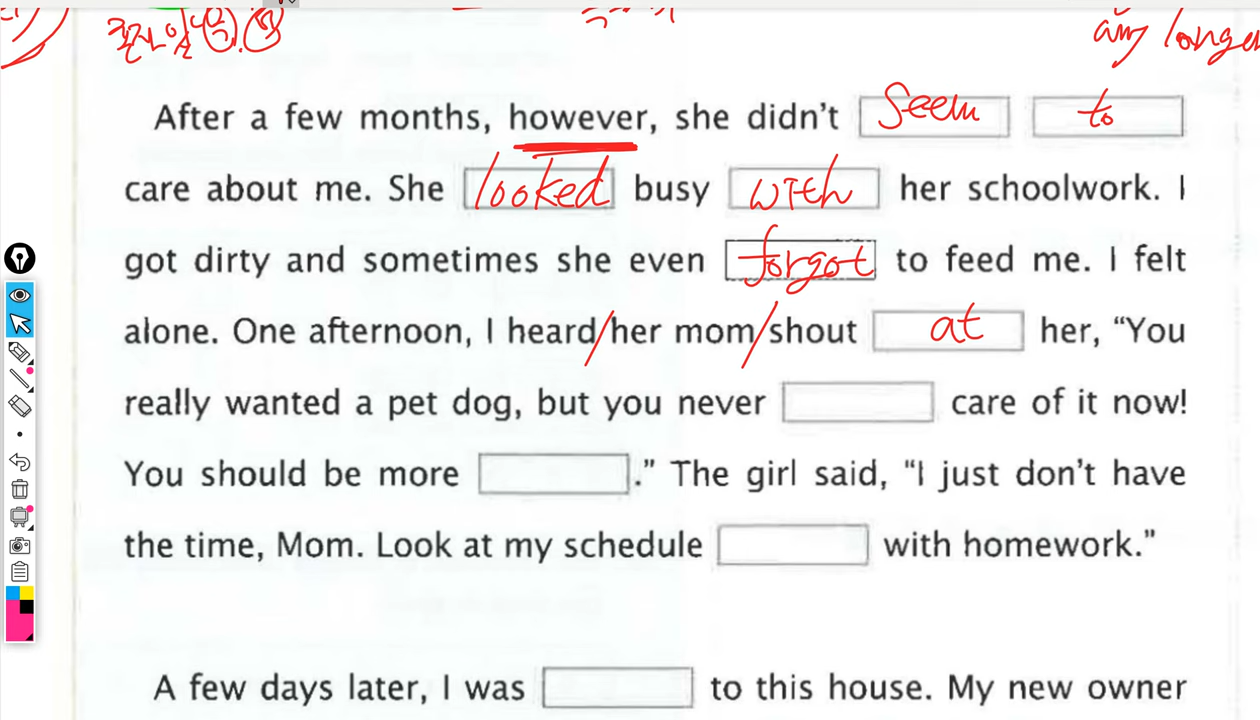 any longer
After a few months, however, she didn't seem to
care about me. She looked busy with her schoolwork. I
got dirty and sometimes she even forgot to feed me. I felt
alone. One afternoon, I heard/her mom/shout at her, “You
really wanted a pet dog, but you never care of it now!
You should be more .” The girl said, “I just don't have
the time, Mom. Look at my schedule with homework.”
A few days later, I was to this house. My new owner